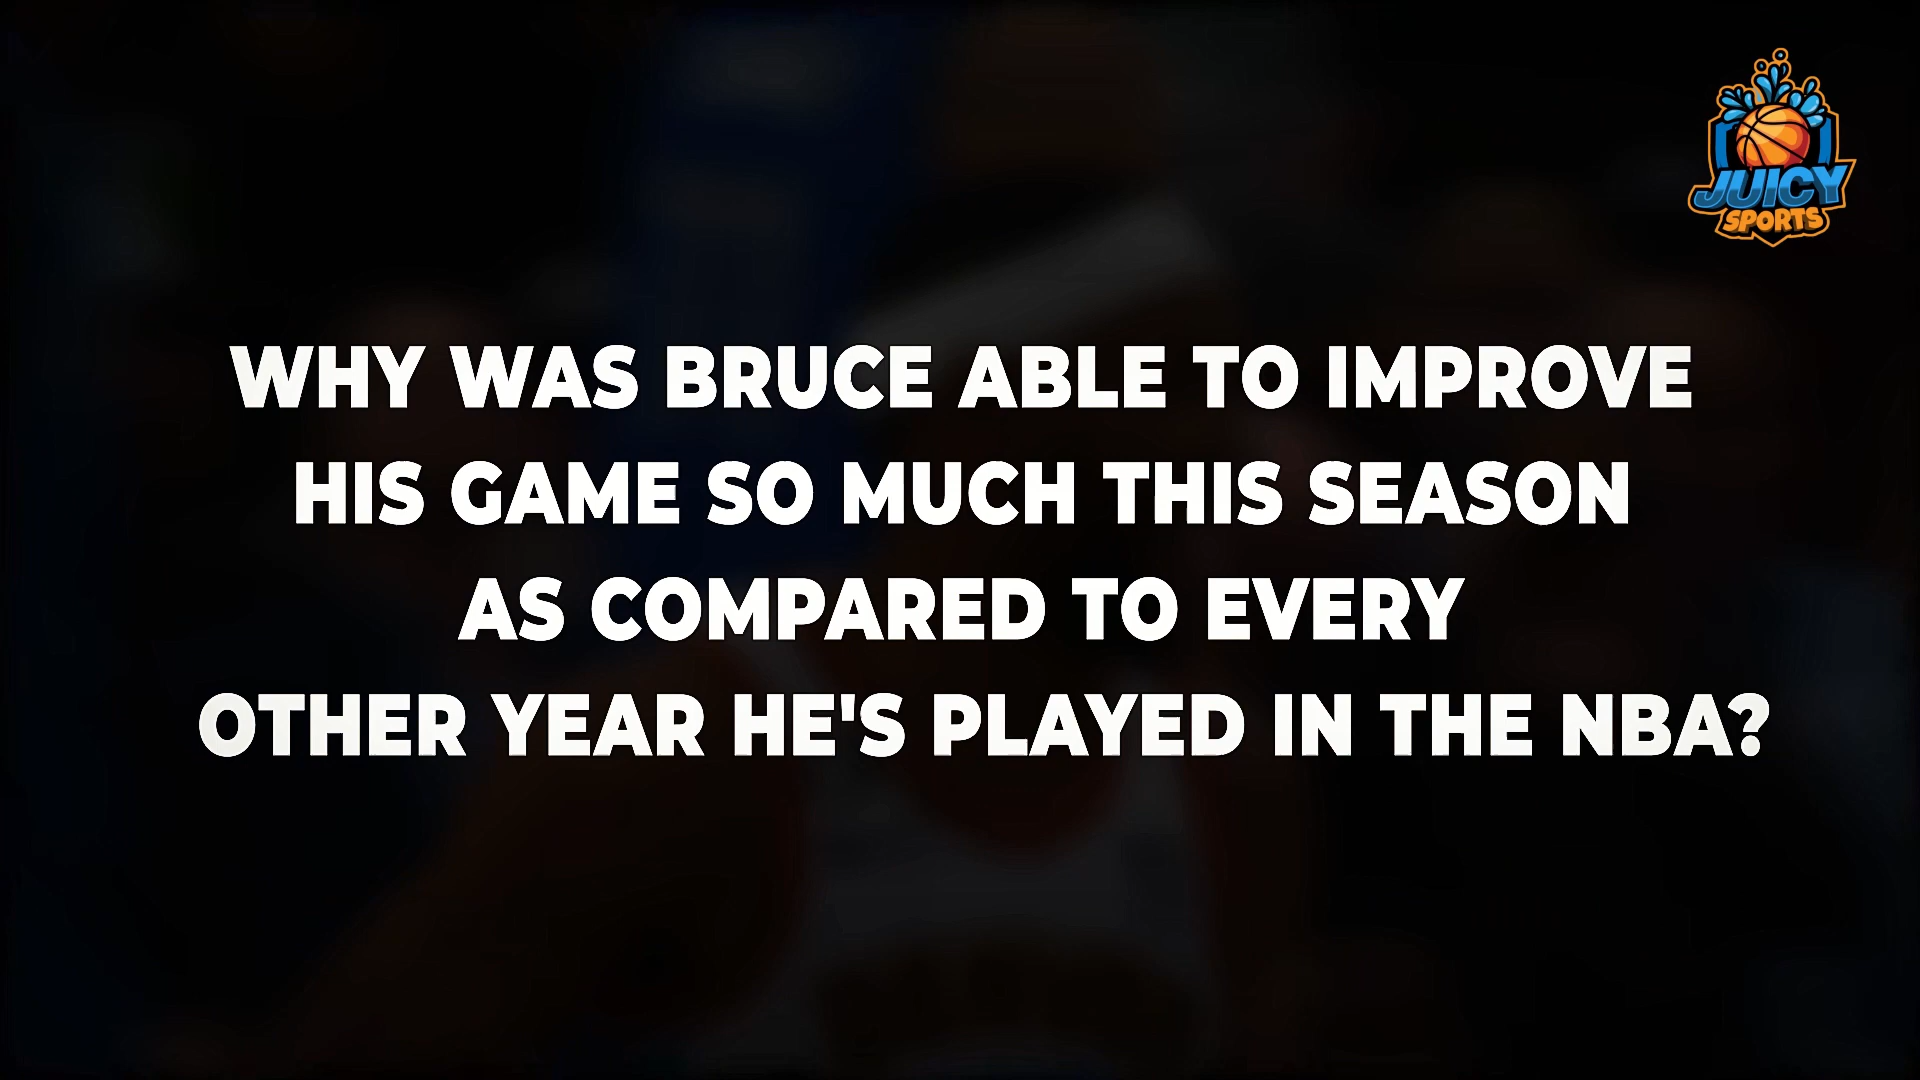 JUICY
SPORTS
WHY WAS BRUCE ABLE TO IMPROVE
HIS GAME SO MUCH THIS SEASON
AS COMPARED TO EVERY
OTHER YEAR HE'S PLAYED IN THE NBA?